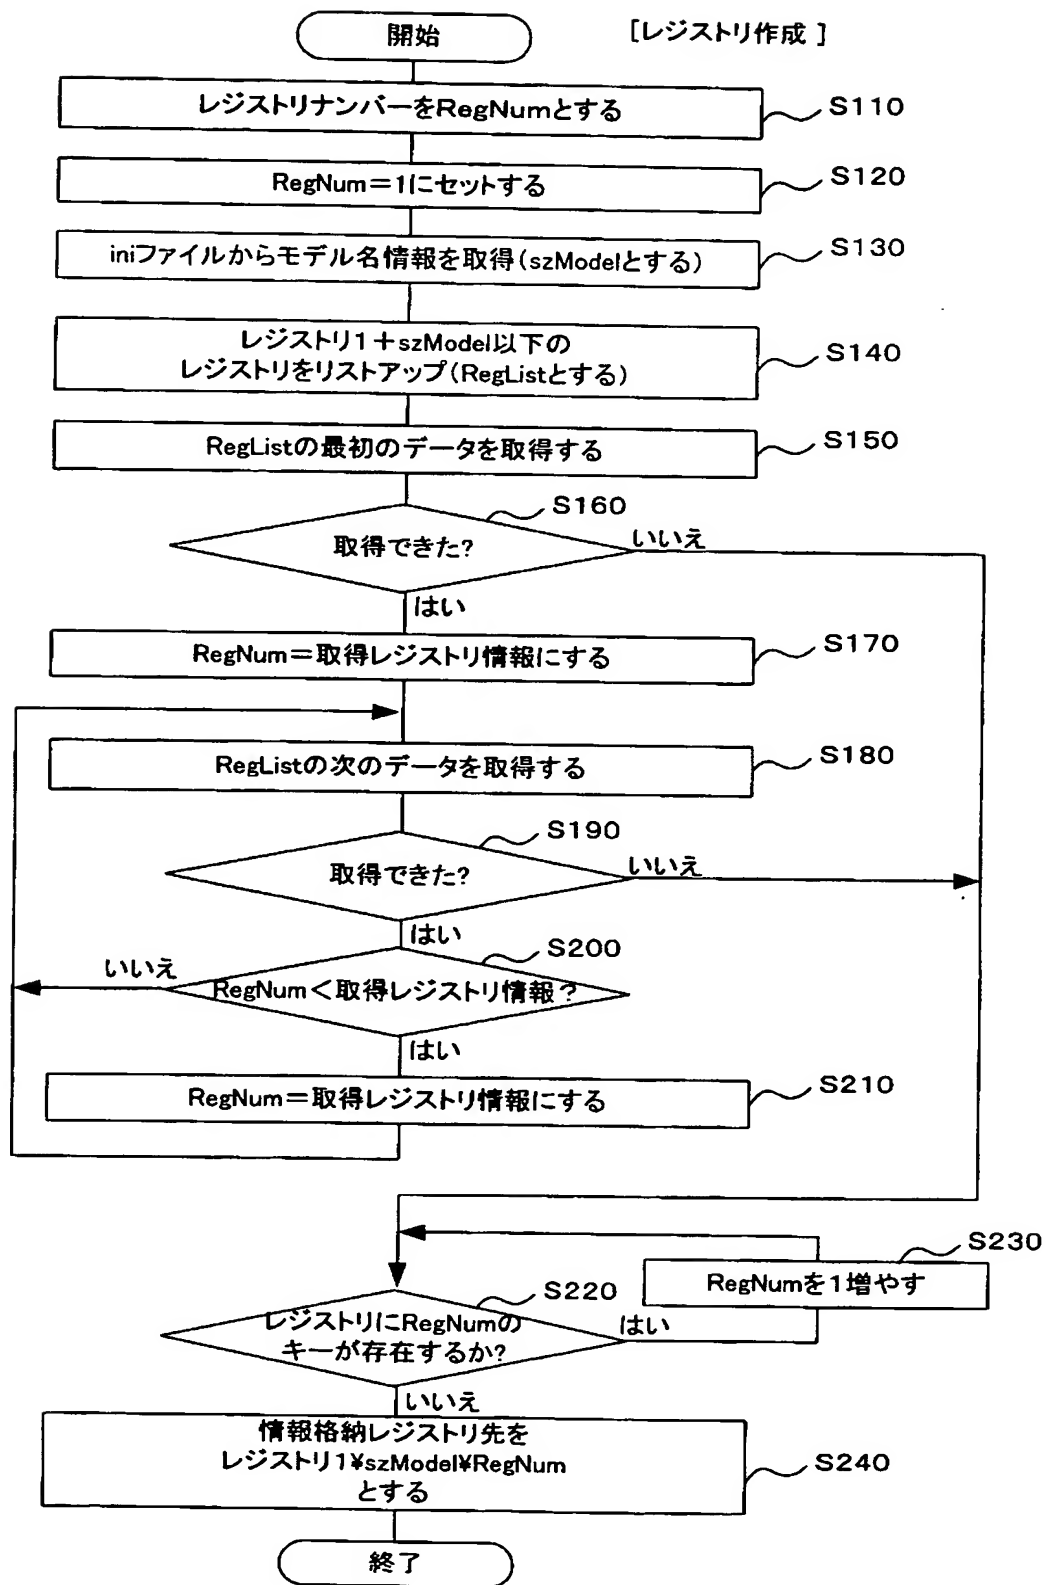 開始
[レジストリ作成 ]
レジストリナンバーをRegNumとする
S110
RegNum=1にセットする
S120
iniファイルからモデル名情報を取得(szModelとする)
S130
レジストリ1+szModel以下の
レジストリをリストアップ(RegListとする)
S140
RegListの最初のデータを取得する
S150
S160
取得できた?
いいえ
はい
RegNum=取得レジストリ情報にする
S170
RegListの次のデータを取得する
S180
S190
取得できた?
いいえ
はい
S200
いいえ
RegNum<取得レジストリ情報?
はい
RegNum=取得レジストリ情報にする
S210
S230
RegNumを1増やす
S220
レジストリにRegNumの
キーが存在するか?
はい
いいえ
情報格納レジストリ先を
レジストリ1¥szModel¥RegNum
とする
S240
終了